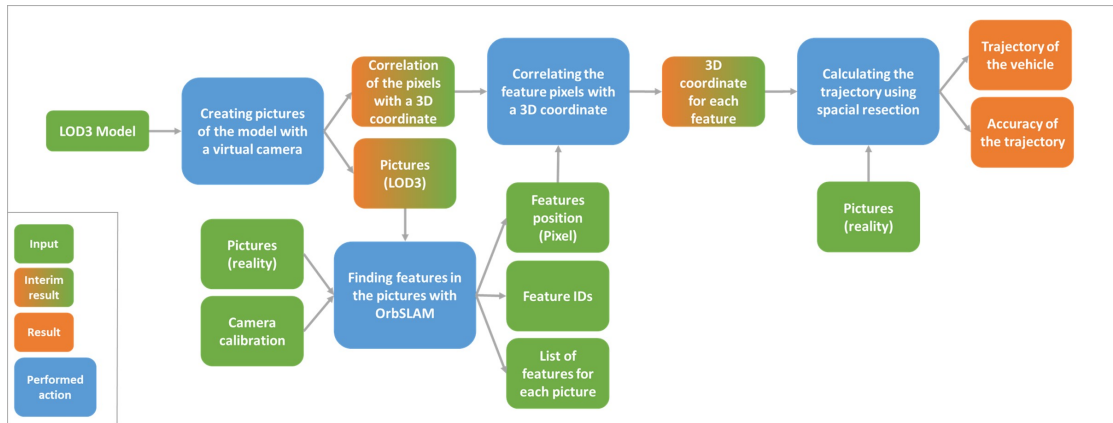 LOD3 Model
Creating pictures
of the model with
a virtual camera
Correlation
of the pixels
with a 3D
coordinate
Pictures
(LOD3)
Correlating the
feature pixels with
a 3D coordinate
3D
coordinate
for each
feature
Calculating the
trajectory using
spacial resection
Trajectory of
the vehicle
Accuracy of
the trajectory
Pictures
(reality)
Pictures
(reality)
Camera
calibration
Finding features in
the pictures with
OrbSLAM
Features
position
(Pixel)
Feature IDs
List of
features for
each picture
Input
Interim
result
Result
Performed
action